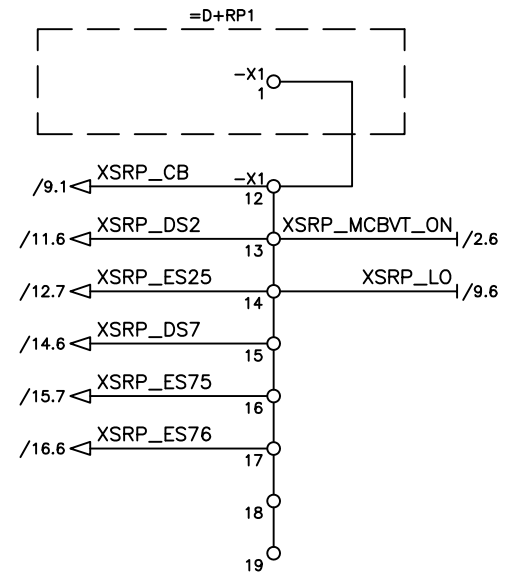 =D+RP1
-X1
1
XSRP_CB
/9.1
-X1
12
XSRP_DS2
XSRP_MCBVT_ON
/11.6
13
/2.6
XSRP_ES25
XSRP_LO
/12.7
14
/9.6
XSRP_DS7
/14.6
15
XSRP_ES75
/15.7
16
XSRP_ES76
/16.6
17
18
19